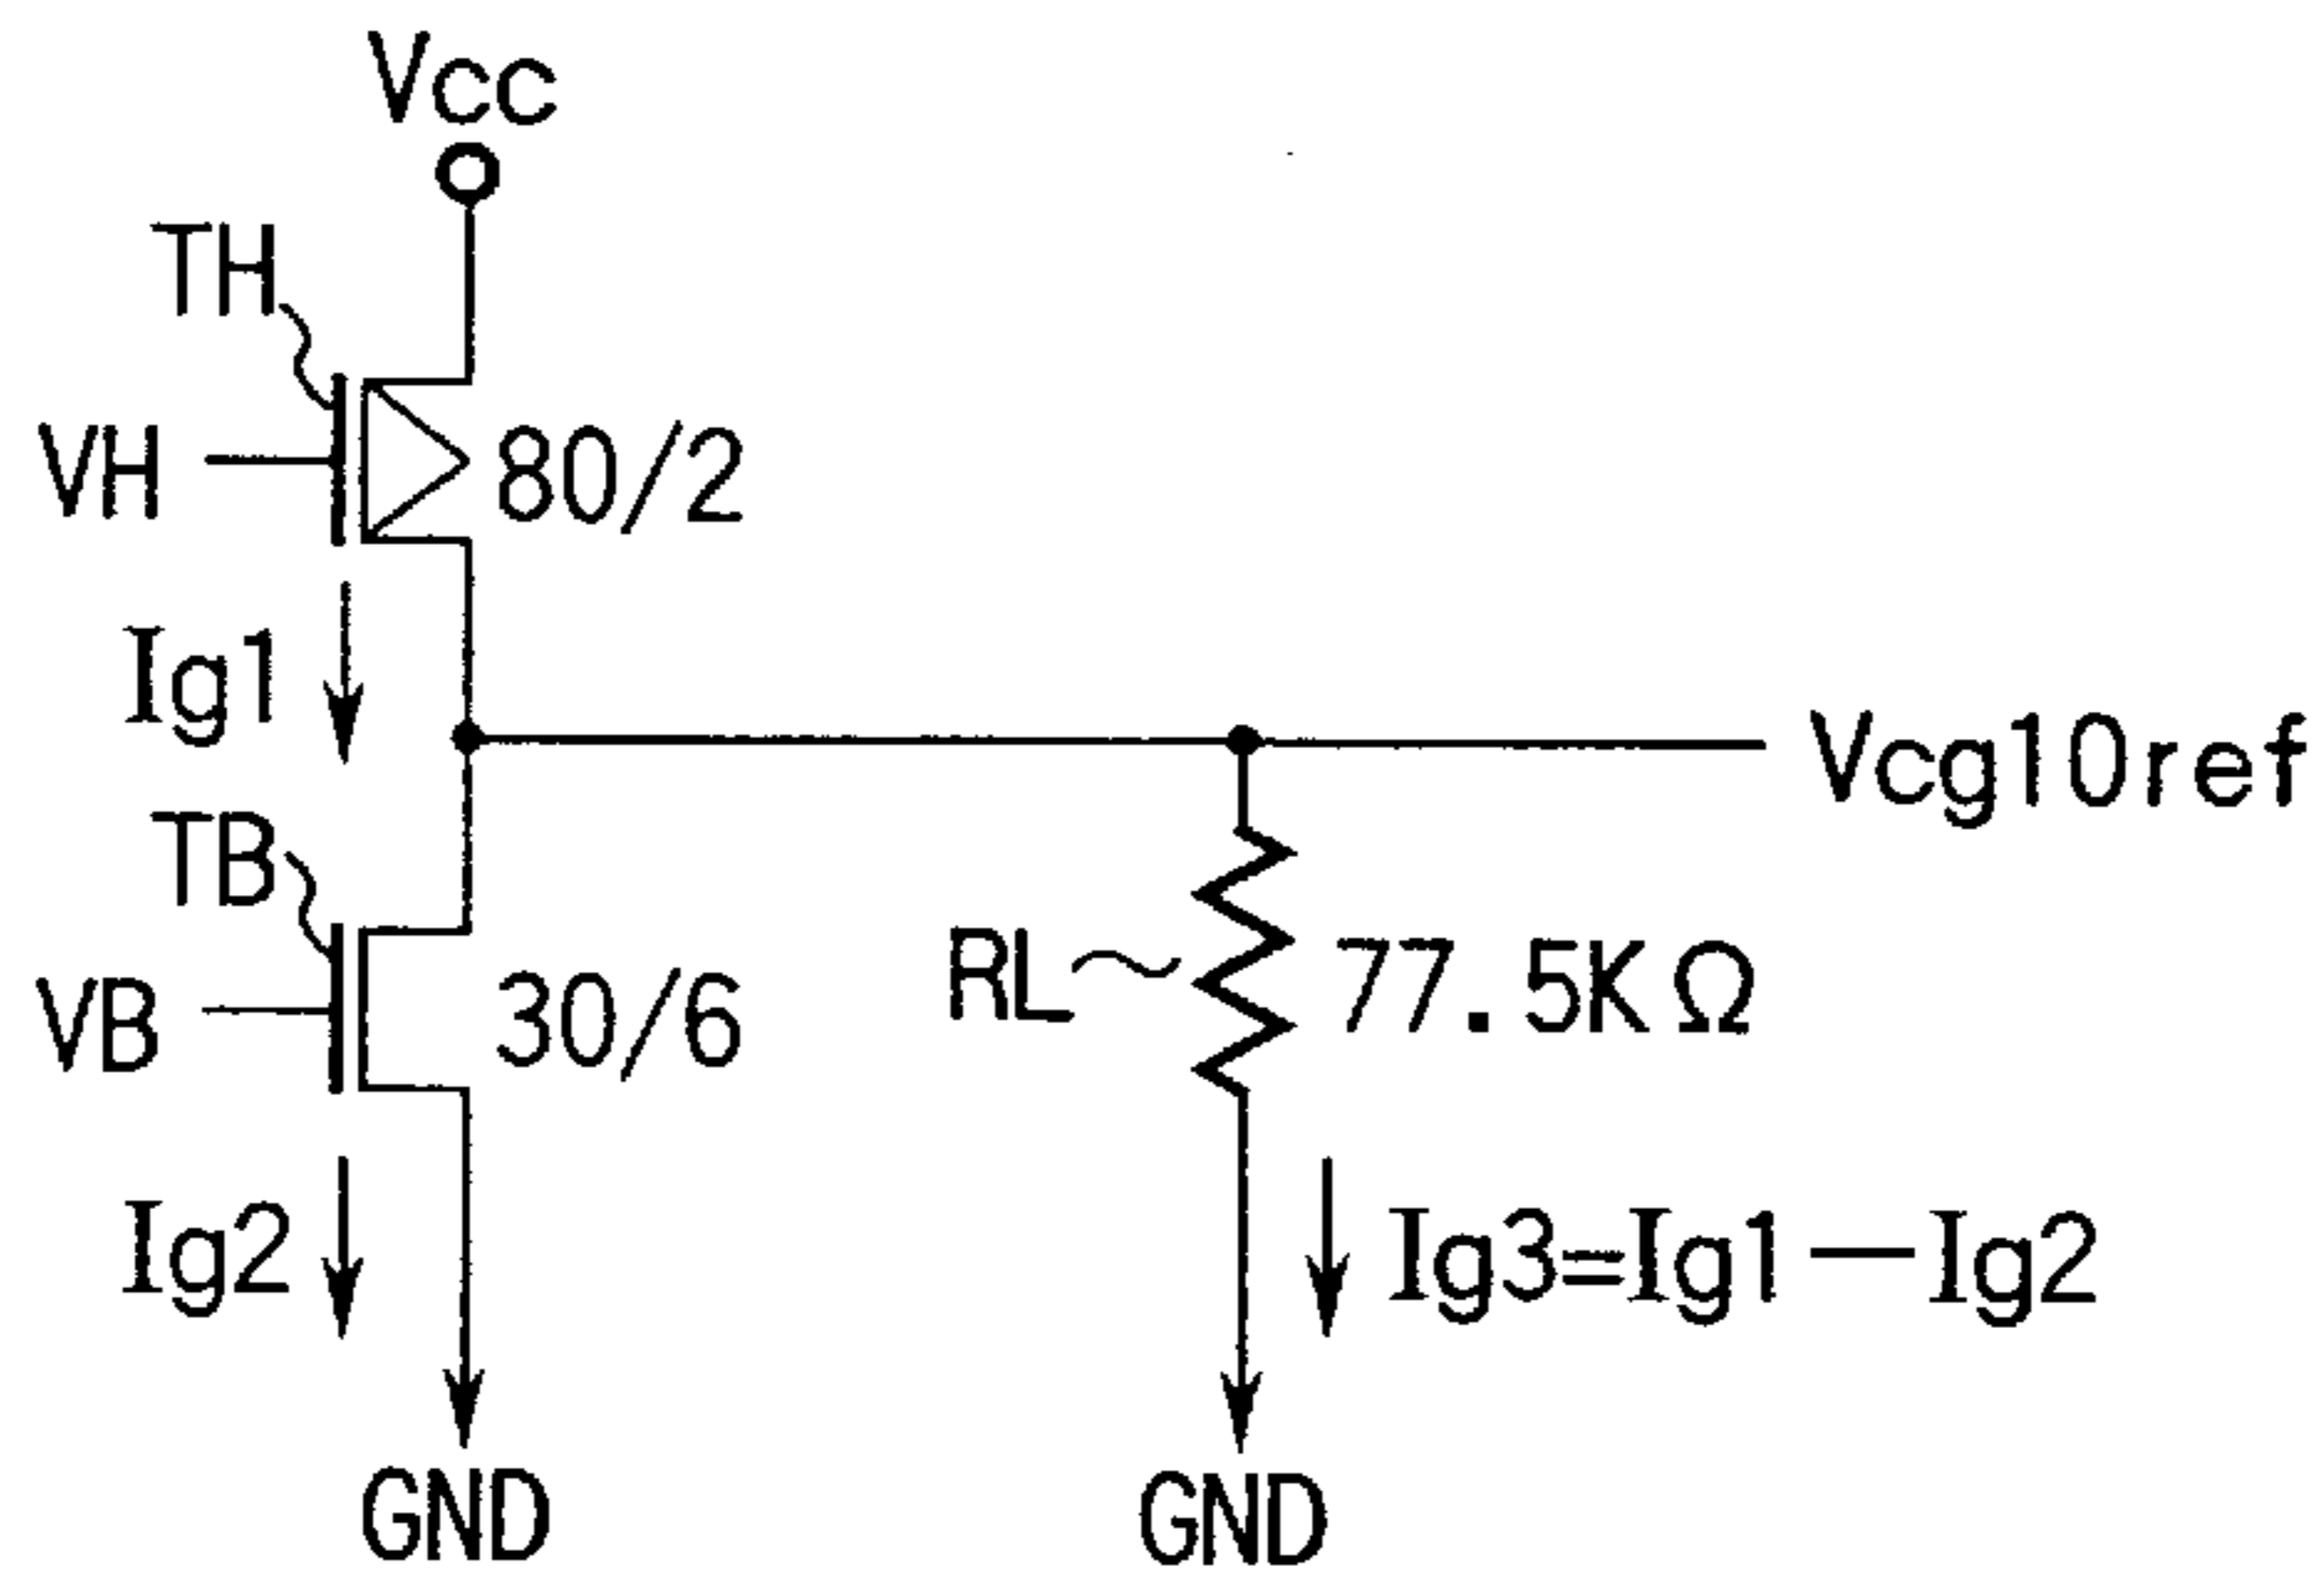 Vcc
TH
VH
80/2
Ig1
Vcg10ref
TB
VB
30/6
RL
77.5KΩ
Ig2
Ig3=Ig1—Ig2
GND
GND